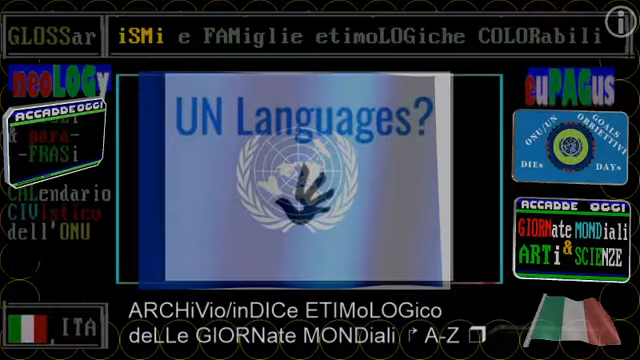 GLOSSar
iSMi e FAMiglie etimoLOGiche COLORabili
i
neoLOGy
euPAGus
ACCADDE OGGI
& para-
-FRASi
UN Languages?
ONU/UN
GOALS
OBBIETTIVI
DIEs
DAYS
CALendario
CIVistico
dell'ONU
ACCADDE OGGI
GIORNate MONDiali
&
ARTi SCIENZE
ITA
ARCHiVio/inDICe ETIMoLOGico
deLLe GIORNate MONDiali A-Z